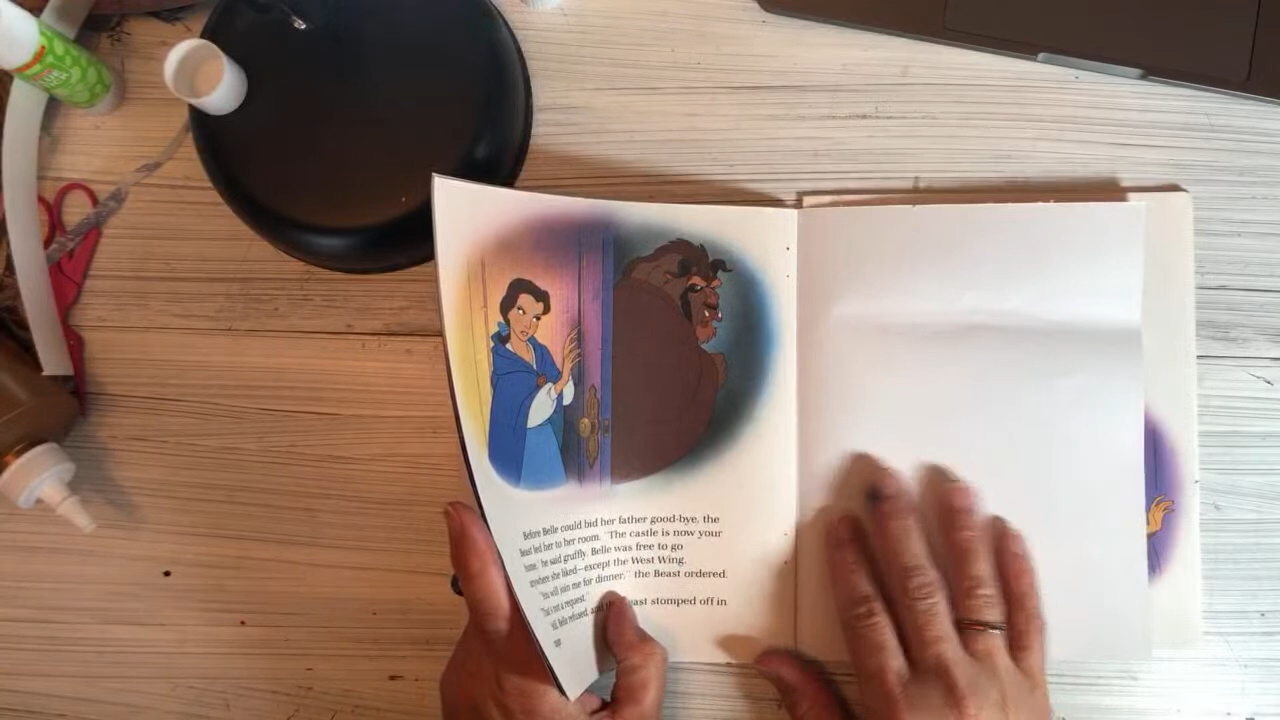 Before Belle could bid her father good-bye, the
Beast led her to her room. "The castle is now your
home," he said gruffly. Belle was free to go
anywhere she liked—except the West Wing.
"You will join me for dinner," the Beast ordered.
"That's not a request."
Still, Belle refused, and the Beast stomped off in
rage.